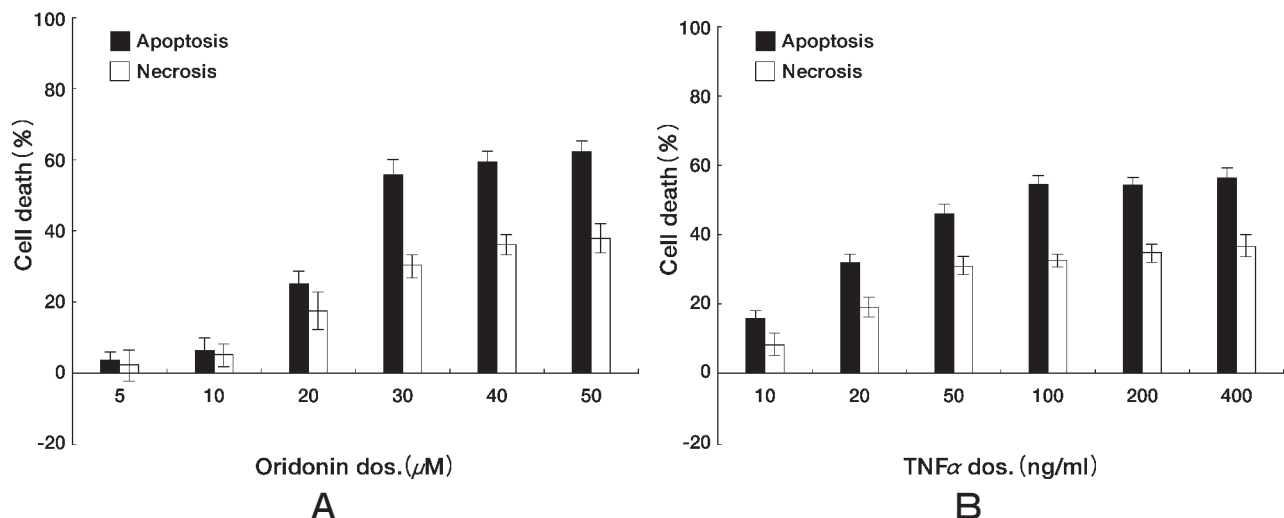 100
80
60
40
20
0
-20
Cell death(%)
Apoptosis
Necrosis
5 10 20 30 40 50
Oridonin dos.(μM)
A
100
80
60
40
20
0
-20
Cell death(%)
Apoptosis
Necrosis
10 20 50 100 200 400
TNFα dos.(ng/ml)
B